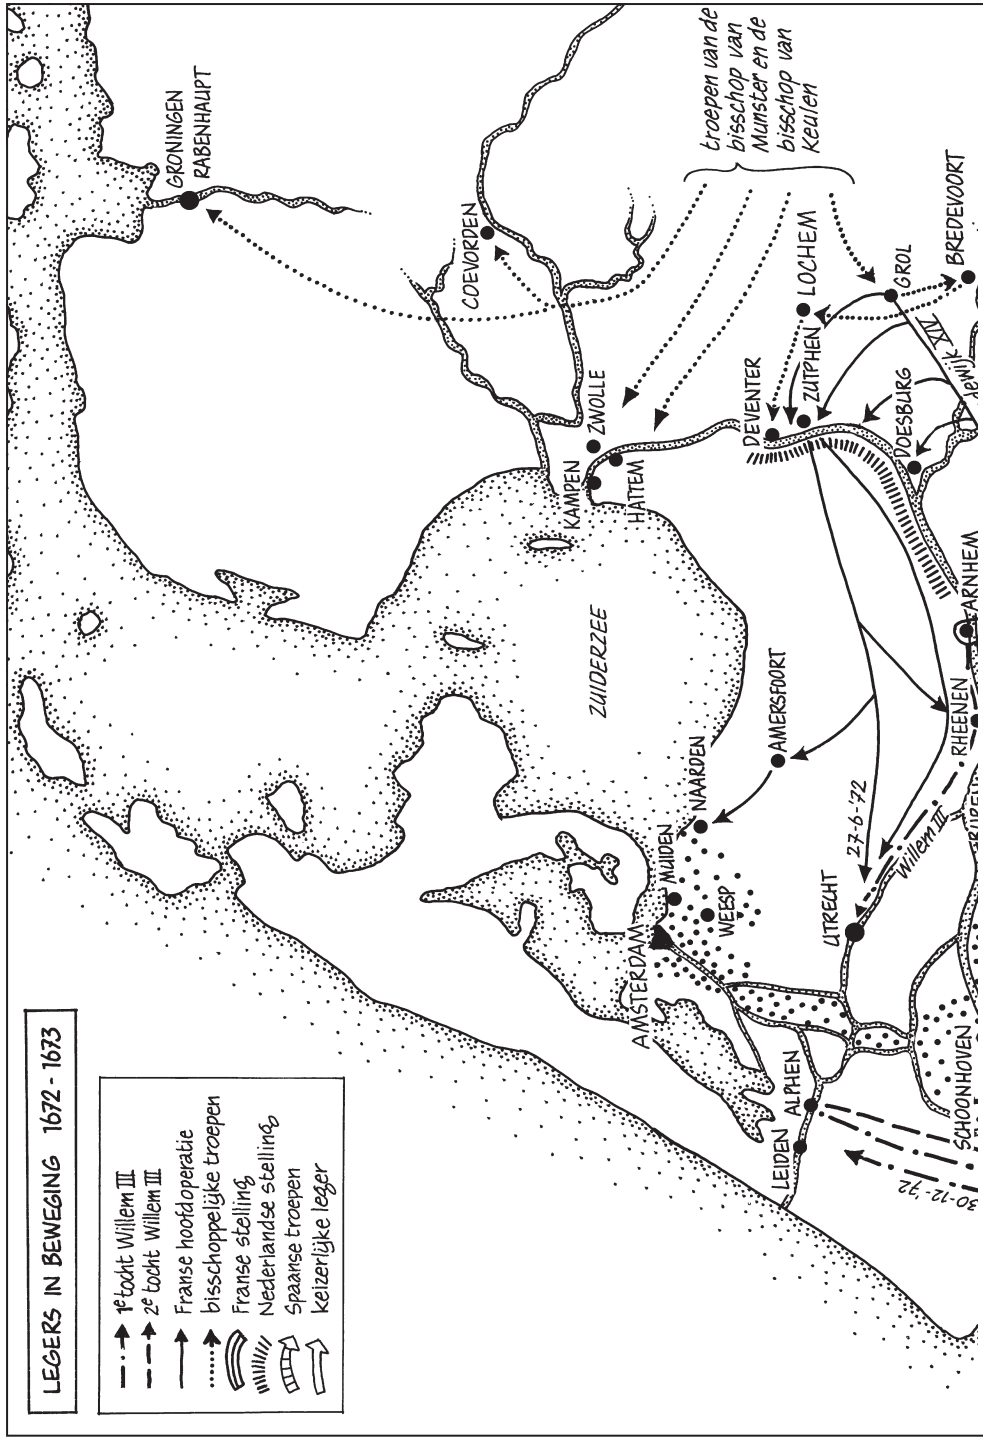 LEGERS IN BEWEGING 1672 - 1673
1e tocht Willem III
2e tocht Willem III
Franse hoofdoperatie
bisschoppelijke troepen
Franse stelling
Nederlandse stelling
Spaanse troepen
keizerlijke leger
GRONINGEN
RABENHAUPT
COEVORDEN
troepen van de
bisschop van
Munster en de
bisschop van
Keulen
ZWOLLE
KAMPEN
HATTEM
ZUIDERZEE
DEVENTER
LOCHEM
ZUTPHEN
GROL
BREDEVOORT
DOESBURG
dewijk XIV
ARNHEM
RHEENEN
AMERSFOORT
NAARDEN
MUIDEN
WEESP
AMSTERDAM
UTRECHT
27-6-'72
Willem III
LEIDEN
ALPHEN
SCHOONHOVEN
30-12-'72